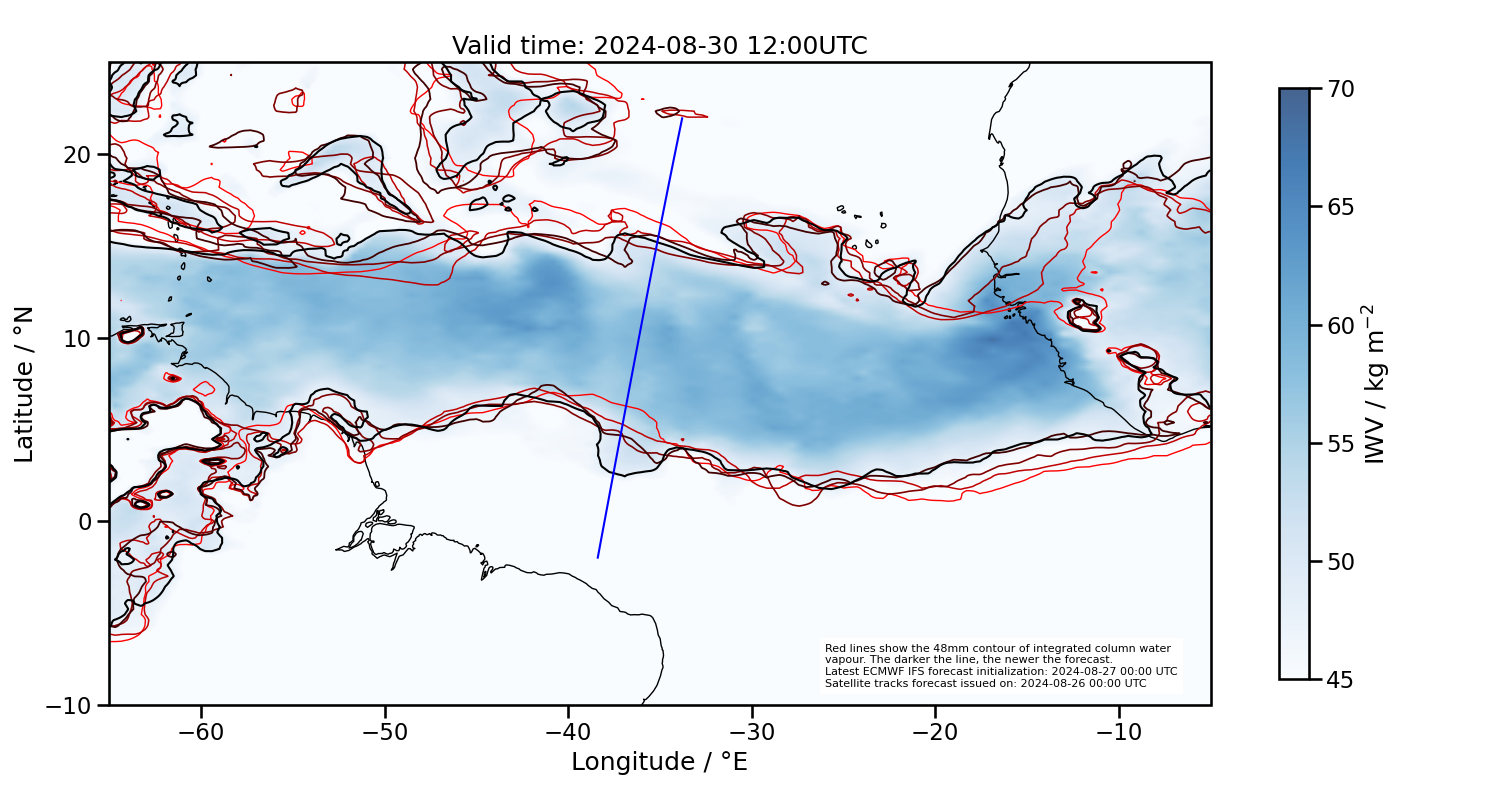 Valid time: 2024-08-30 12:00UTC
Latitude / °N
20
10
0
−10
−60
−50
−40
−30
−20
−10
Longitude / °E
Red lines show the 48mm contour of integrated column water
vapour. The darker the line, the newer the forecast.
Latest ECMWF IFS forecast initialization: 2024-08-27 00:00 UTC
Satellite tracks forecast issued on: 2024-08-26 00:00 UTC
70
65
60
55
50
45
IWV / kg m⁻²